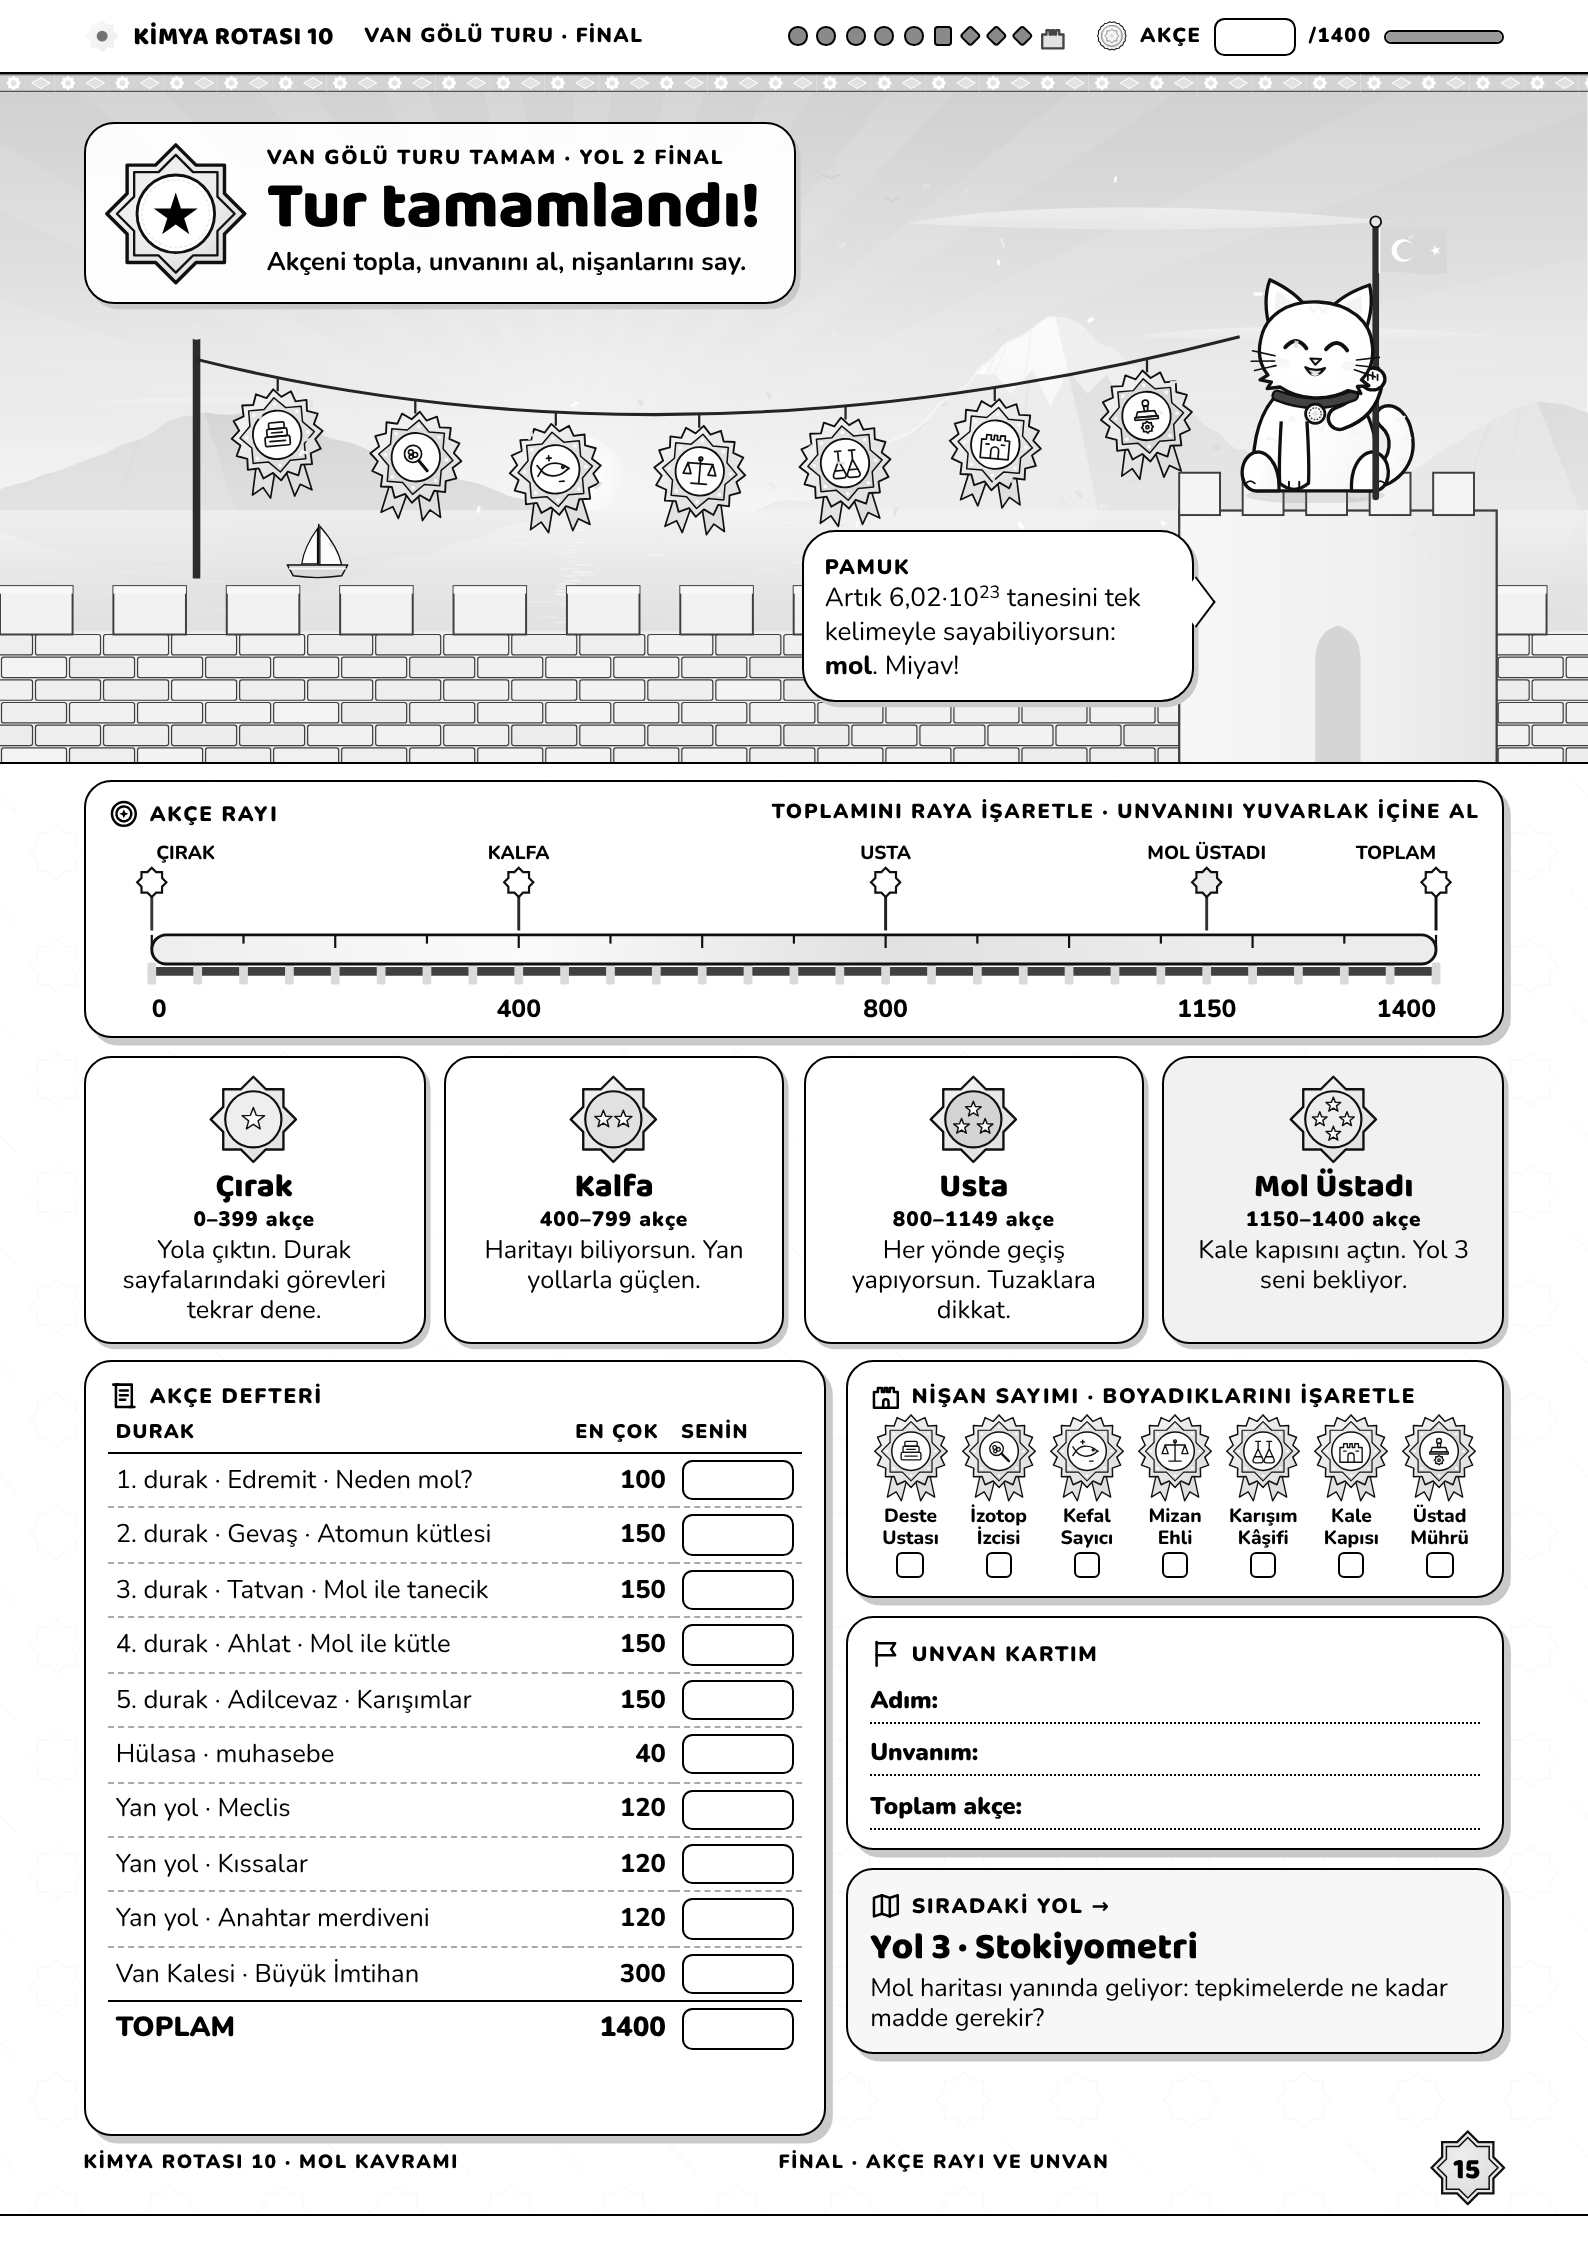 KİMYA ROTASI 10 VAN GÖLÜ TURU · FİNAL AKÇE /1400
VAN GÖLÜ TURU TAMAM · YOL 2 FİNAL
Tur tamamlandı!
Akçeni topla, unvanını al, nişanlarını say.
PAMUK
Artık 6,02·10²³ tanesini tek
kelimeyle sayabiliyorsun:
mol. Miyav!
AKÇE RAYI TOPLAMINI RAYA İŞARETLE · UNVANINI YUVARLAK İÇİNE AL
ÇIRAK KALFA USTA MOL ÜSTADI TOPLAM
0 400 800 1150 1400
Çırak
0–399 akçe
Yola çıktın. Durak
sayfalarındaki görevleri
tekrar dene.
Kalfa
400–799 akçe
Haritayı biliyorsun. Yan
yollarla güçlen.
Usta
800–1149 akçe
Her yönde geçiş
yapıyorsun. Tuzaklara
dikkat.
Mol Üstadı
1150–1400 akçe
Kale kapısını açtın. Yol 3
seni bekliyor.
AKÇE DEFTERİ
DURAK EN ÇOK SENİN
1. durak · Edremit · Neden mol? 100
2. durak · Gevaş · Atomun kütlesi 150
3. durak · Tatvan · Mol ile tanecik 150
4. durak · Ahlat · Mol ile kütle 150
5. durak · Adilcevaz · Karışımlar 150
Hülasa · muhasebe 40
Yan yol · Meclis 120
Yan yol · Kıssalar 120
Yan yol · Anahtar merdiveni 120
Van Kalesi · Büyük İmtihan 300
TOPLAM 1400
NİŞAN SAYIMI · BOYADIKLARINI İŞARETLE
Deste İzotop Kefal Mizan Karışım Kale Üstad
Ustası İzcisi Sayıcı Ehli Kâşifi Kapısı Mührü
UNVAN KARTIM
Adım:
Unvanım:
Toplam akçe:
SIRADAKİ YOL →
Yol 3 · Stokiyometri
Mol haritası yanında geliyor: tepkimelerde ne kadar
madde gerekir?
KİMYA ROTASI 10 · MOL KAVRAMI FİNAL · AKÇE RAYI VE UNVAN 15